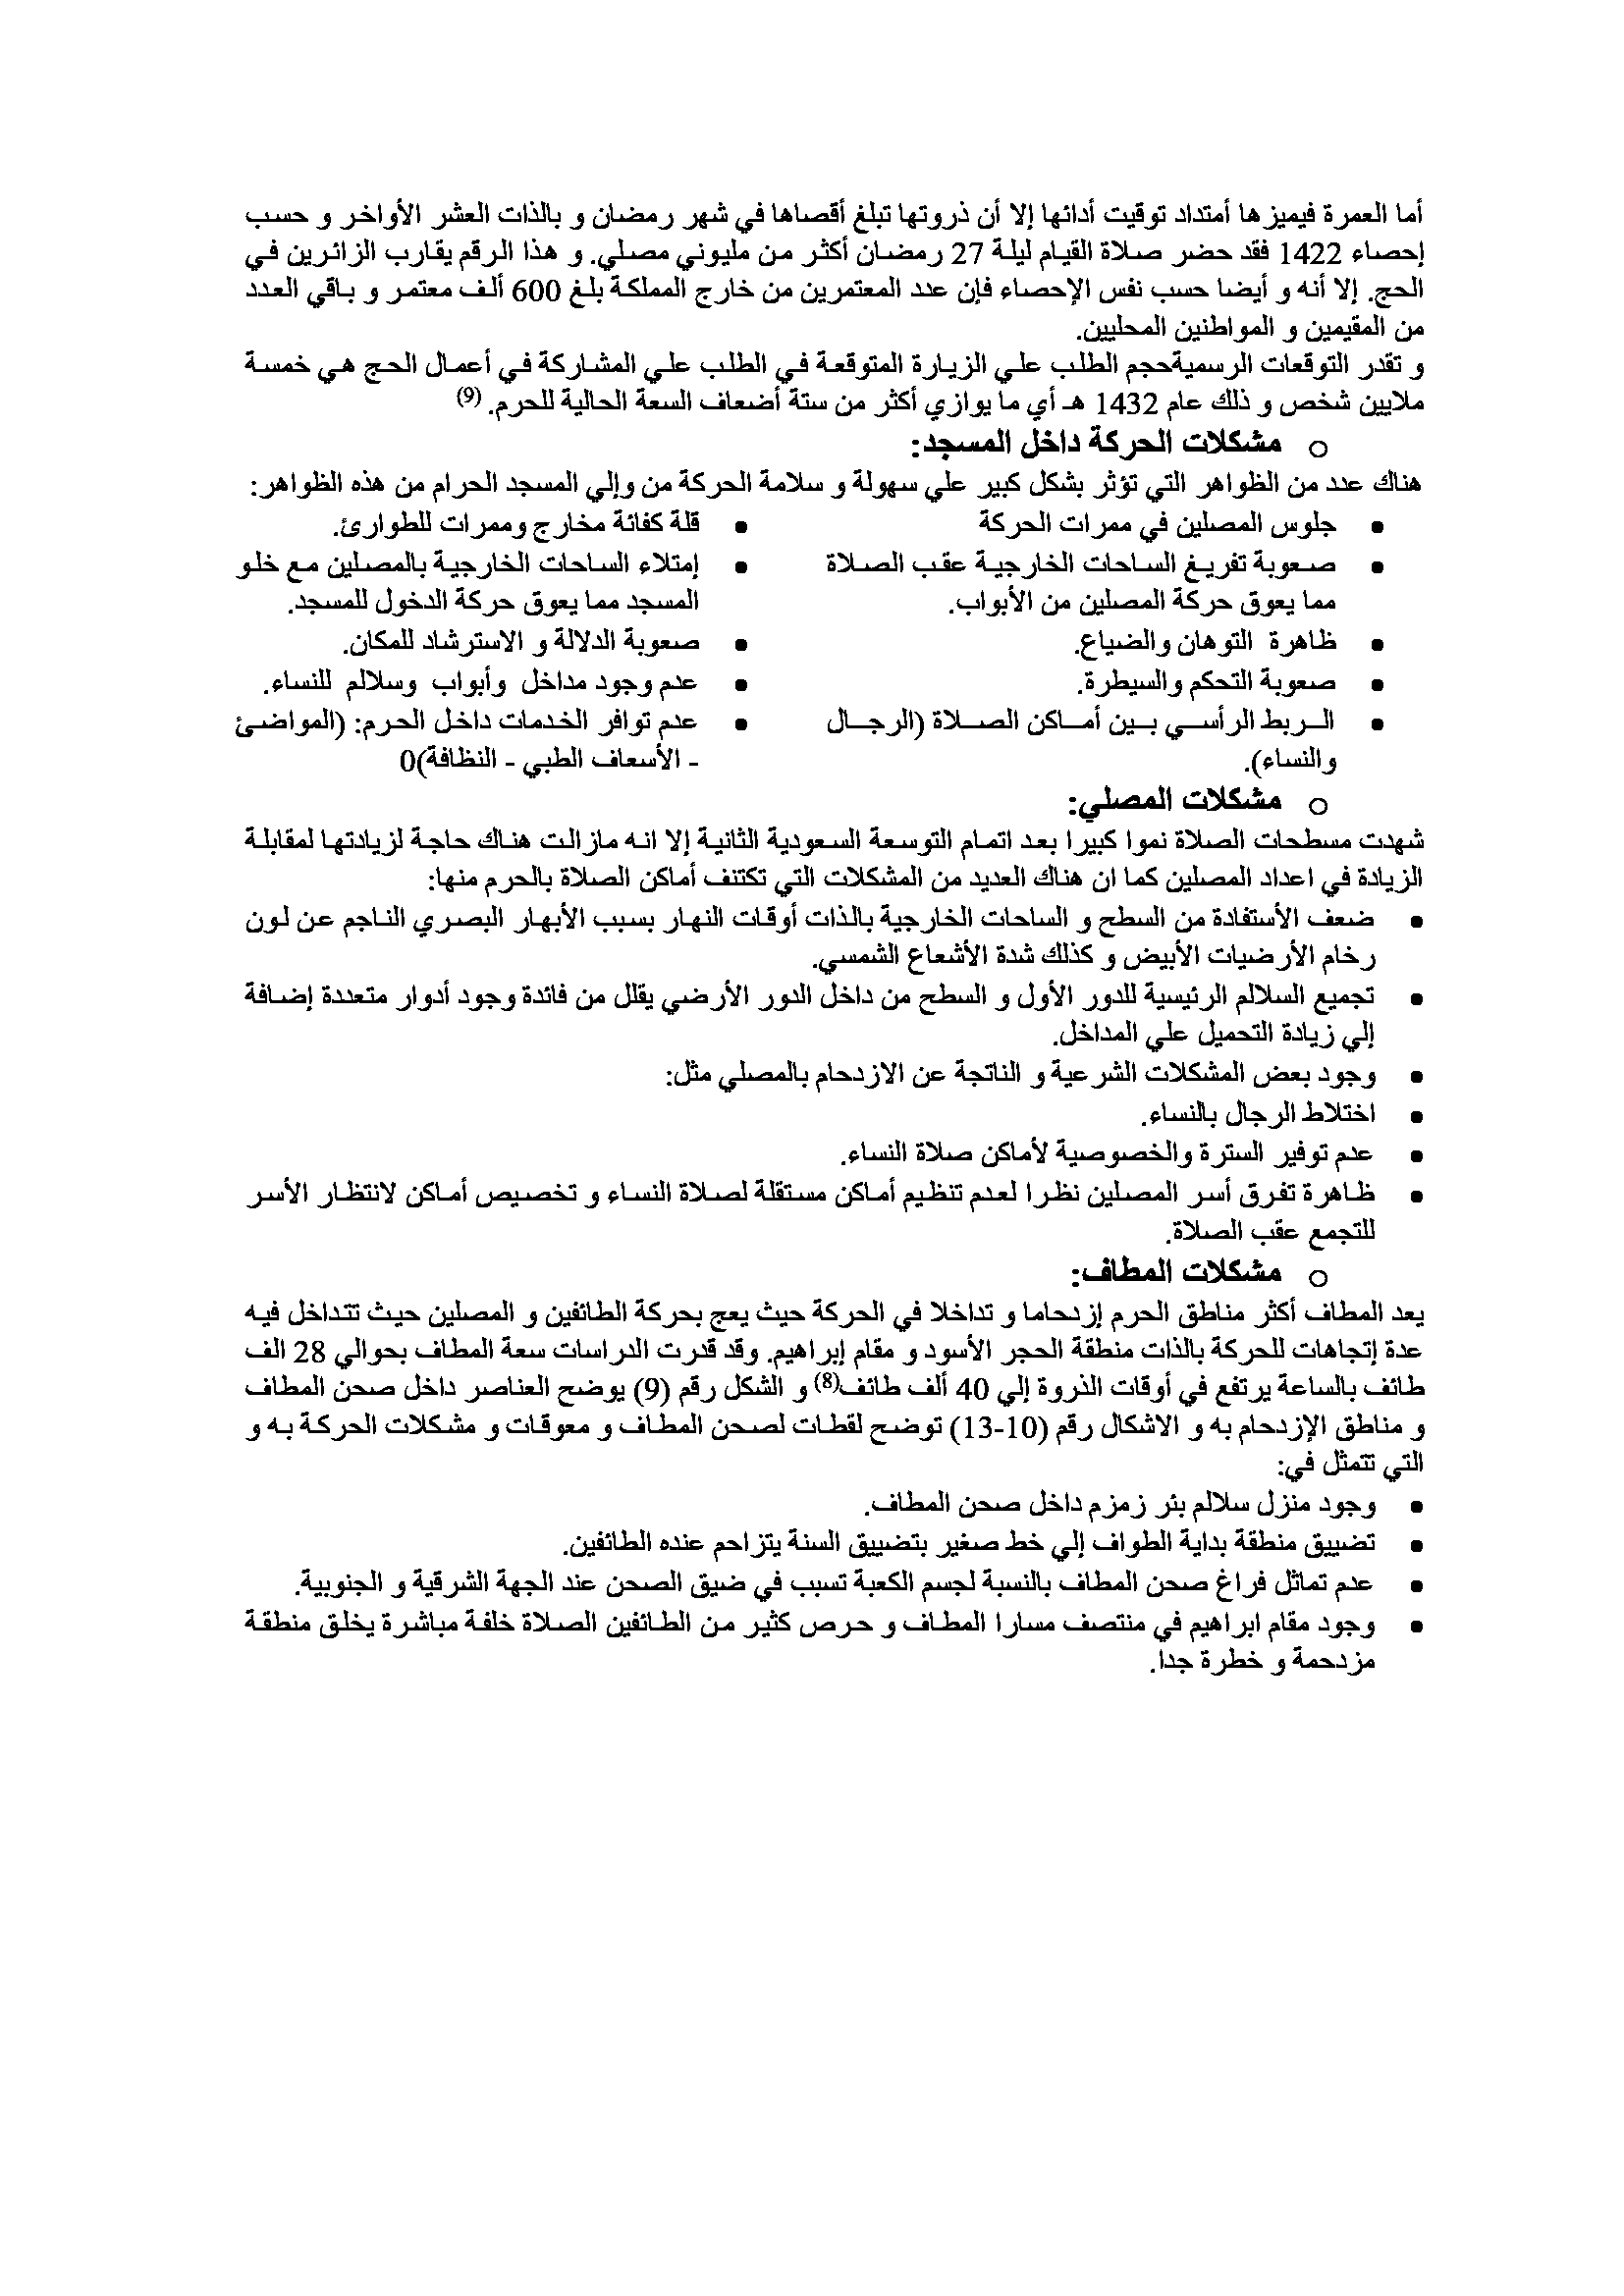 أما العمرة فيميزها أمتداد توقيت أدائها إلا أن ذروتها تبلغ أقصاها في شهر رمضان و بالذات العشر الأواخر و حسب
إحصاء 1422 فقد حضر صلاة القيام ليلة 27 رمضان أكثر من مليوني مصلي. و هذا الرقم يقارب الزائرين في
الحج. إلا أنه و أيضا حسب نفس الإحصاء فإن عدد المعتمرين من خارج المملكة بلغ 600 ألف معتمر و باقي العدد
من المقيمين و المواطنين المحليين.
و تقدر التوقعات الرسميةحجم الطلب علي الزيارة المتوقعة في الطلب علي المشاركة في أعمال الحج هي خمسة
ملايين شخص و ذلك عام 1432 هـ أي ما يوازي أكثر من ستة أضعاف السعة الحالية للحرم. (9)
o مشكلات الحركة داخل المسجد:
هناك عدد من الظواهر التي تؤثر بشكل كبير علي سهولة و سلامة الحركة من وإلي المسجد الحرام من هذه الظواهر:
• جلوس المصلين في ممرات الحركة
• صعوبة تفريغ الساحات الخارجية عقب الصلاة
مما يعوق حركة المصلين من الأبواب.
• ظاهرة التوهان والضياع.
• صعوبة التحكم والسيطرة.
• الربط الرأسي بين أماكن الصلاة (الرجال
والنساء).
• قلة كفائة مخارج وممرات للطوارئ.
• إمتلاء الساحات الخارجية بالمصلين مع خلو
المسجد مما يعوق حركة الدخول للمسجد.
• صعوبة الدلالة و الاسترشاد للمكان.
• عدم وجود مداخل وأبواب وسلالم للنساء.
• عدم توافر الخدمات داخل الحرم: (المواضئ
- الأسعاف الطبي - النظافة)0
o مشكلات المصلي:
شهدت مسطحات الصلاة نموا كبيرا بعد اتمام التوسعة السعودية الثانية إلا انه مازالت هناك حاجة لزيادتها لمقابلة
الزيادة في اعداد المصلين كما ان هناك العديد من المشكلات التي تكتنف أماكن الصلاة بالحرم منها:
• ضعف الأستفادة من السطح و الساحات الخارجية بالذات أوقات النهار بسبب الأبهار البصري الناجم عن لون
رخام الأرضيات الأبيض و كذلك شدة الأشعاع الشمسي.
• تجميع السلالم الرئيسية للدور الأول و السطح من داخل الدور الأرضي يقلل من فائدة وجود أدوار متعددة إضافة
إلي زيادة التحميل علي المداخل.
• وجود بعض المشكلات الشرعية و الناتجة عن الازدحام بالمصلي مثل:
• اختلاط الرجال بالنساء.
• عدم توفير السترة والخصوصية لأماكن صلاة النساء.
• ظاهرة تفرق أسر المصلين نظرا لعدم تنظيم أماكن مستقلة لصلاة النساء و تخصيص أماكن لانتظار الأسر
للتجمع عقب الصلاة.
o مشكلات المطاف:
يعد المطاف أكثر مناطق الحرم إزدحاما و تداخلا في الحركة حيث يعج بحركة الطائفين و المصلين حيث تتداخل فيه
عدة إتجاهات للحركة بالذات منطقة الحجر الأسود و مقام إبراهيم. وقد قدرت الدراسات سعة المطاف بحوالي 28 الف
طائف بالساعة يرتفع في أوقات الذروة إلي 40 ألف طائف(8) و الشكل رقم (9) يوضح العناصر داخل صحن المطاف
و مناطق الإزدحام به و الاشكال رقم (10-13) توضح لقطات لصحن المطاف و معوقات و مشكلات الحركة به و
التي تتمثل في:
• وجود منزل سلالم بئر زمزم داخل صحن المطاف.
• تضييق منطقة بداية الطواف إلي خط صغير بتضييق السنة يتزاحم عنده الطائفين.
• عدم تماثل فراغ صحن المطاف بالنسبة لجسم الكعبة تسبب في ضيق الصحن عند الجهة الشرقية و الجنوبية.
• وجود مقام ابراهيم في منتصف مسارا المطاف و حرص كثير من الطائفين الصلاة خلفة مباشرة يخلق منطقة
مزدحمة و خطرة جدا.